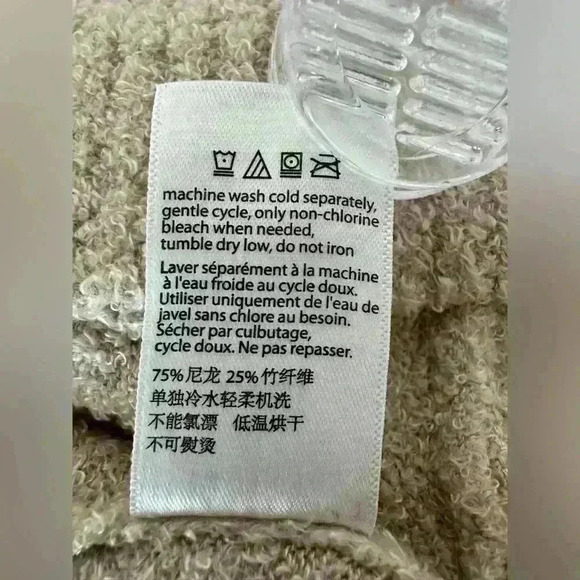 machine wash cold separately,
gentle cycle, only non-chlorine
bleach when needed,
tumble dry low, do not iron
Laver séparément à la machine
à l'eau froide au cycle doux.
Utiliser uniquement de l'eau de
javel sans chlore au besoin.
Sécher par culbutage,
cycle doux. Ne pas repasser.
75% 尼龙 25% 竹纤维
单独冷水轻柔机洗
不能氯漂 低温烘干
不可熨烫